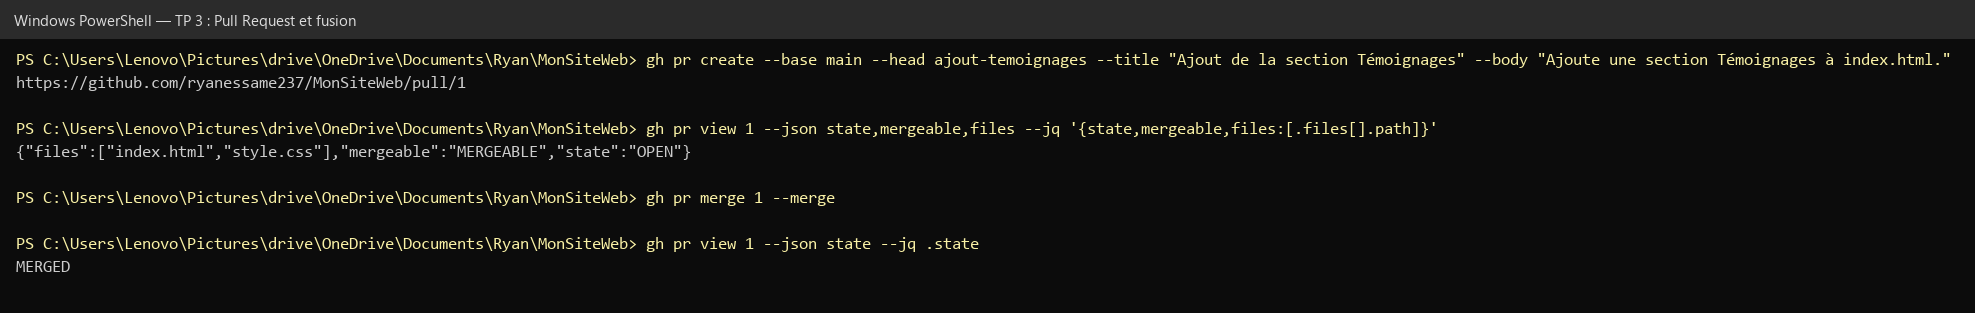 Windows PowerShell — TP 3 : Pull Request et fusion
PS C:\Users\Lenovo\Pictures\drive\OneDrive\Documents\Ryan\MonSiteWeb> gh pr create --base main --head ajout-temoignages --title "Ajout de la section Témoignages" --body "Ajoute une section Témoignages à index.html."
https://github.com/ryanessame237/MonSiteWeb/pull/1
PS C:\Users\Lenovo\Pictures\drive\OneDrive\Documents\Ryan\MonSiteWeb> gh pr view 1 --json state,mergeable,files --jq '{state,mergeable,files:[.files[].path]}'
{"files":["index.html","style.css"],"mergeable":"MERGEABLE","state":"OPEN"}
PS C:\Users\Lenovo\Pictures\drive\OneDrive\Documents\Ryan\MonSiteWeb> gh pr merge 1 --merge
PS C:\Users\Lenovo\Pictures\drive\OneDrive\Documents\Ryan\MonSiteWeb> gh pr view 1 --json state --jq .state
MERGED